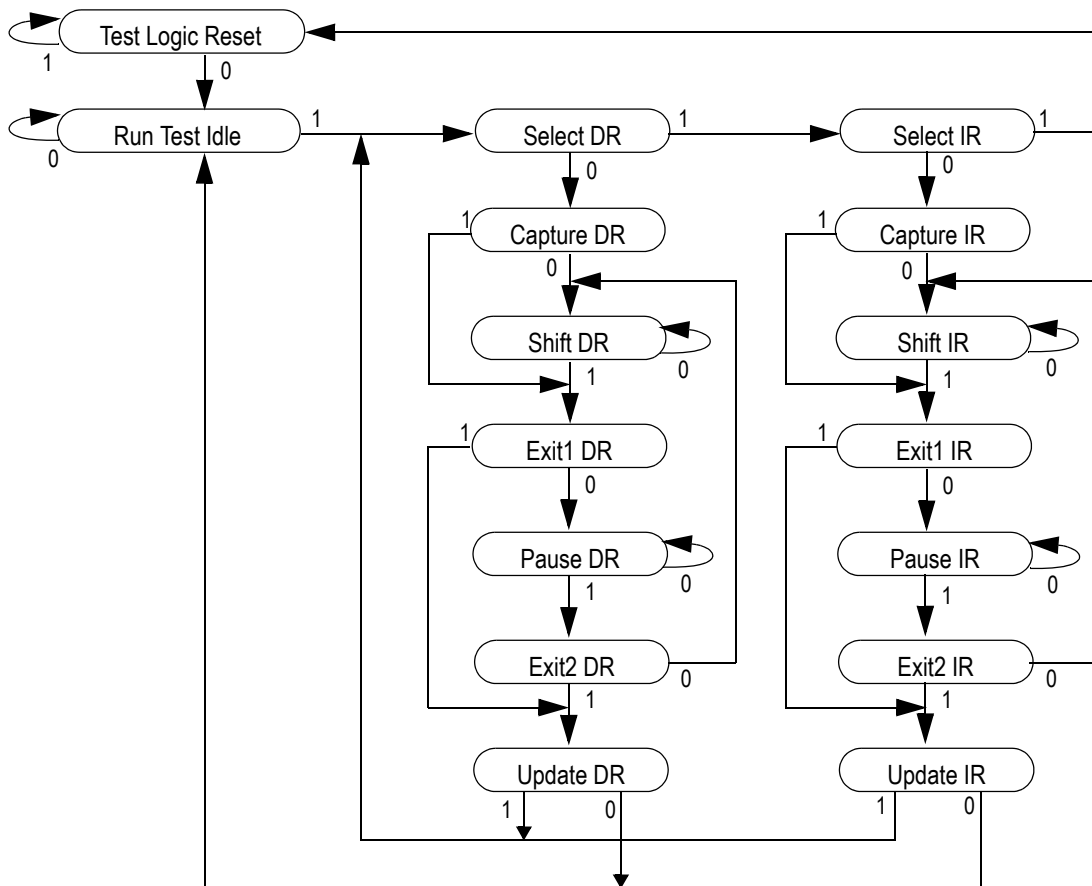 Test Logic Reset
1
0
Run Test Idle
1
Select DR
1
Select IR
1
0
0
0
1
Capture DR
1
Capture IR
0
0
Shift DR
Shift IR
1
0
1
0
1
Exit1 DR
1
Exit1 IR
0
0
Pause DR
Pause IR
1
0
1
0
Exit2 DR
Exit2 IR
0
0
1
1
Update DR
Update IR
1
0
1
0